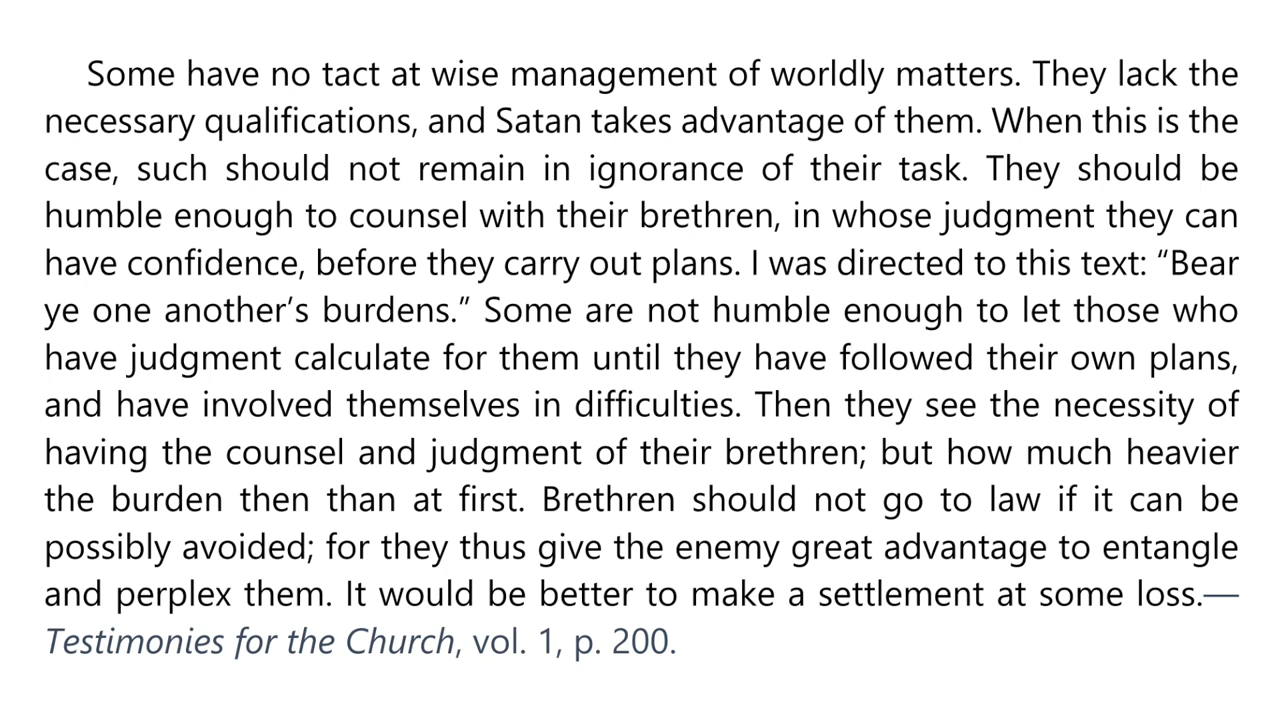 Some have no tact at wise management of worldly matters. They lack the
necessary qualifications, and Satan takes advantage of them. When this is the
case, such should not remain in ignorance of their task. They should be
humble enough to counsel with their brethren, in whose judgment they can
have confidence, before they carry out plans. I was directed to this text: “Bear
ye one another’s burdens.” Some are not humble enough to let those who
have judgment calculate for them until they have followed their own plans,
and have involved themselves in difficulties. Then they see the necessity of
having the counsel and judgment of their brethren; but how much heavier
the burden then than at first. Brethren should not go to law if it can be
possibly avoided; for they thus give the enemy great advantage to entangle
and perplex them. It would be better to make a settlement at some loss.—
Testimonies for the Church, vol. 1, p. 200.